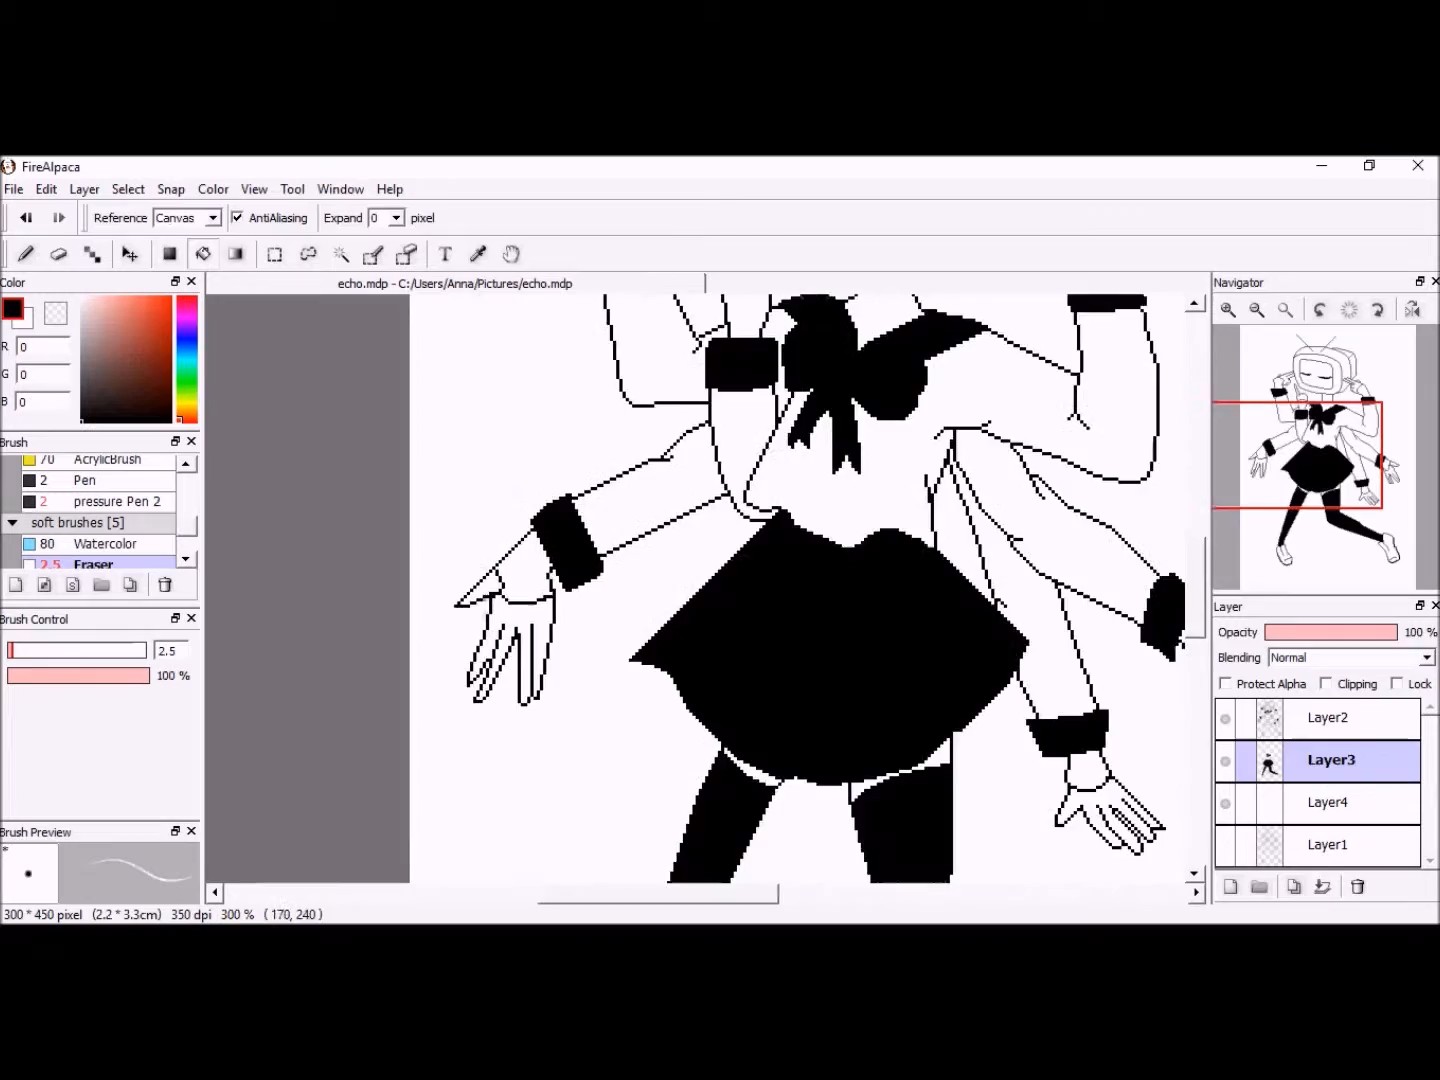 FireAlpaca
File Edit Layer Select Snap Color View Tool Window Help
Reference Canvas AntiAliasing Expand 0 pixel
T
Color
echo.mdp - C:/Users/Anna/Pictures/echo.mdp
Navigator
R 0
G 0
B 0
Brush
70 AcrylicBrush
2 Pen
2 pressure Pen 2
soft brushes [5]
80 Watercolor
2.5 Eraser
Brush Control
2.5
100 %
Brush Preview
*
Layer
Opacity 100 %
Blending Normal
Protect Alpha Clipping Lock
Layer2
Layer3
Layer4
Layer1
300 * 450 pixel (2.2 * 3.3cm) 350 dpi 300 % ( 170, 240 )